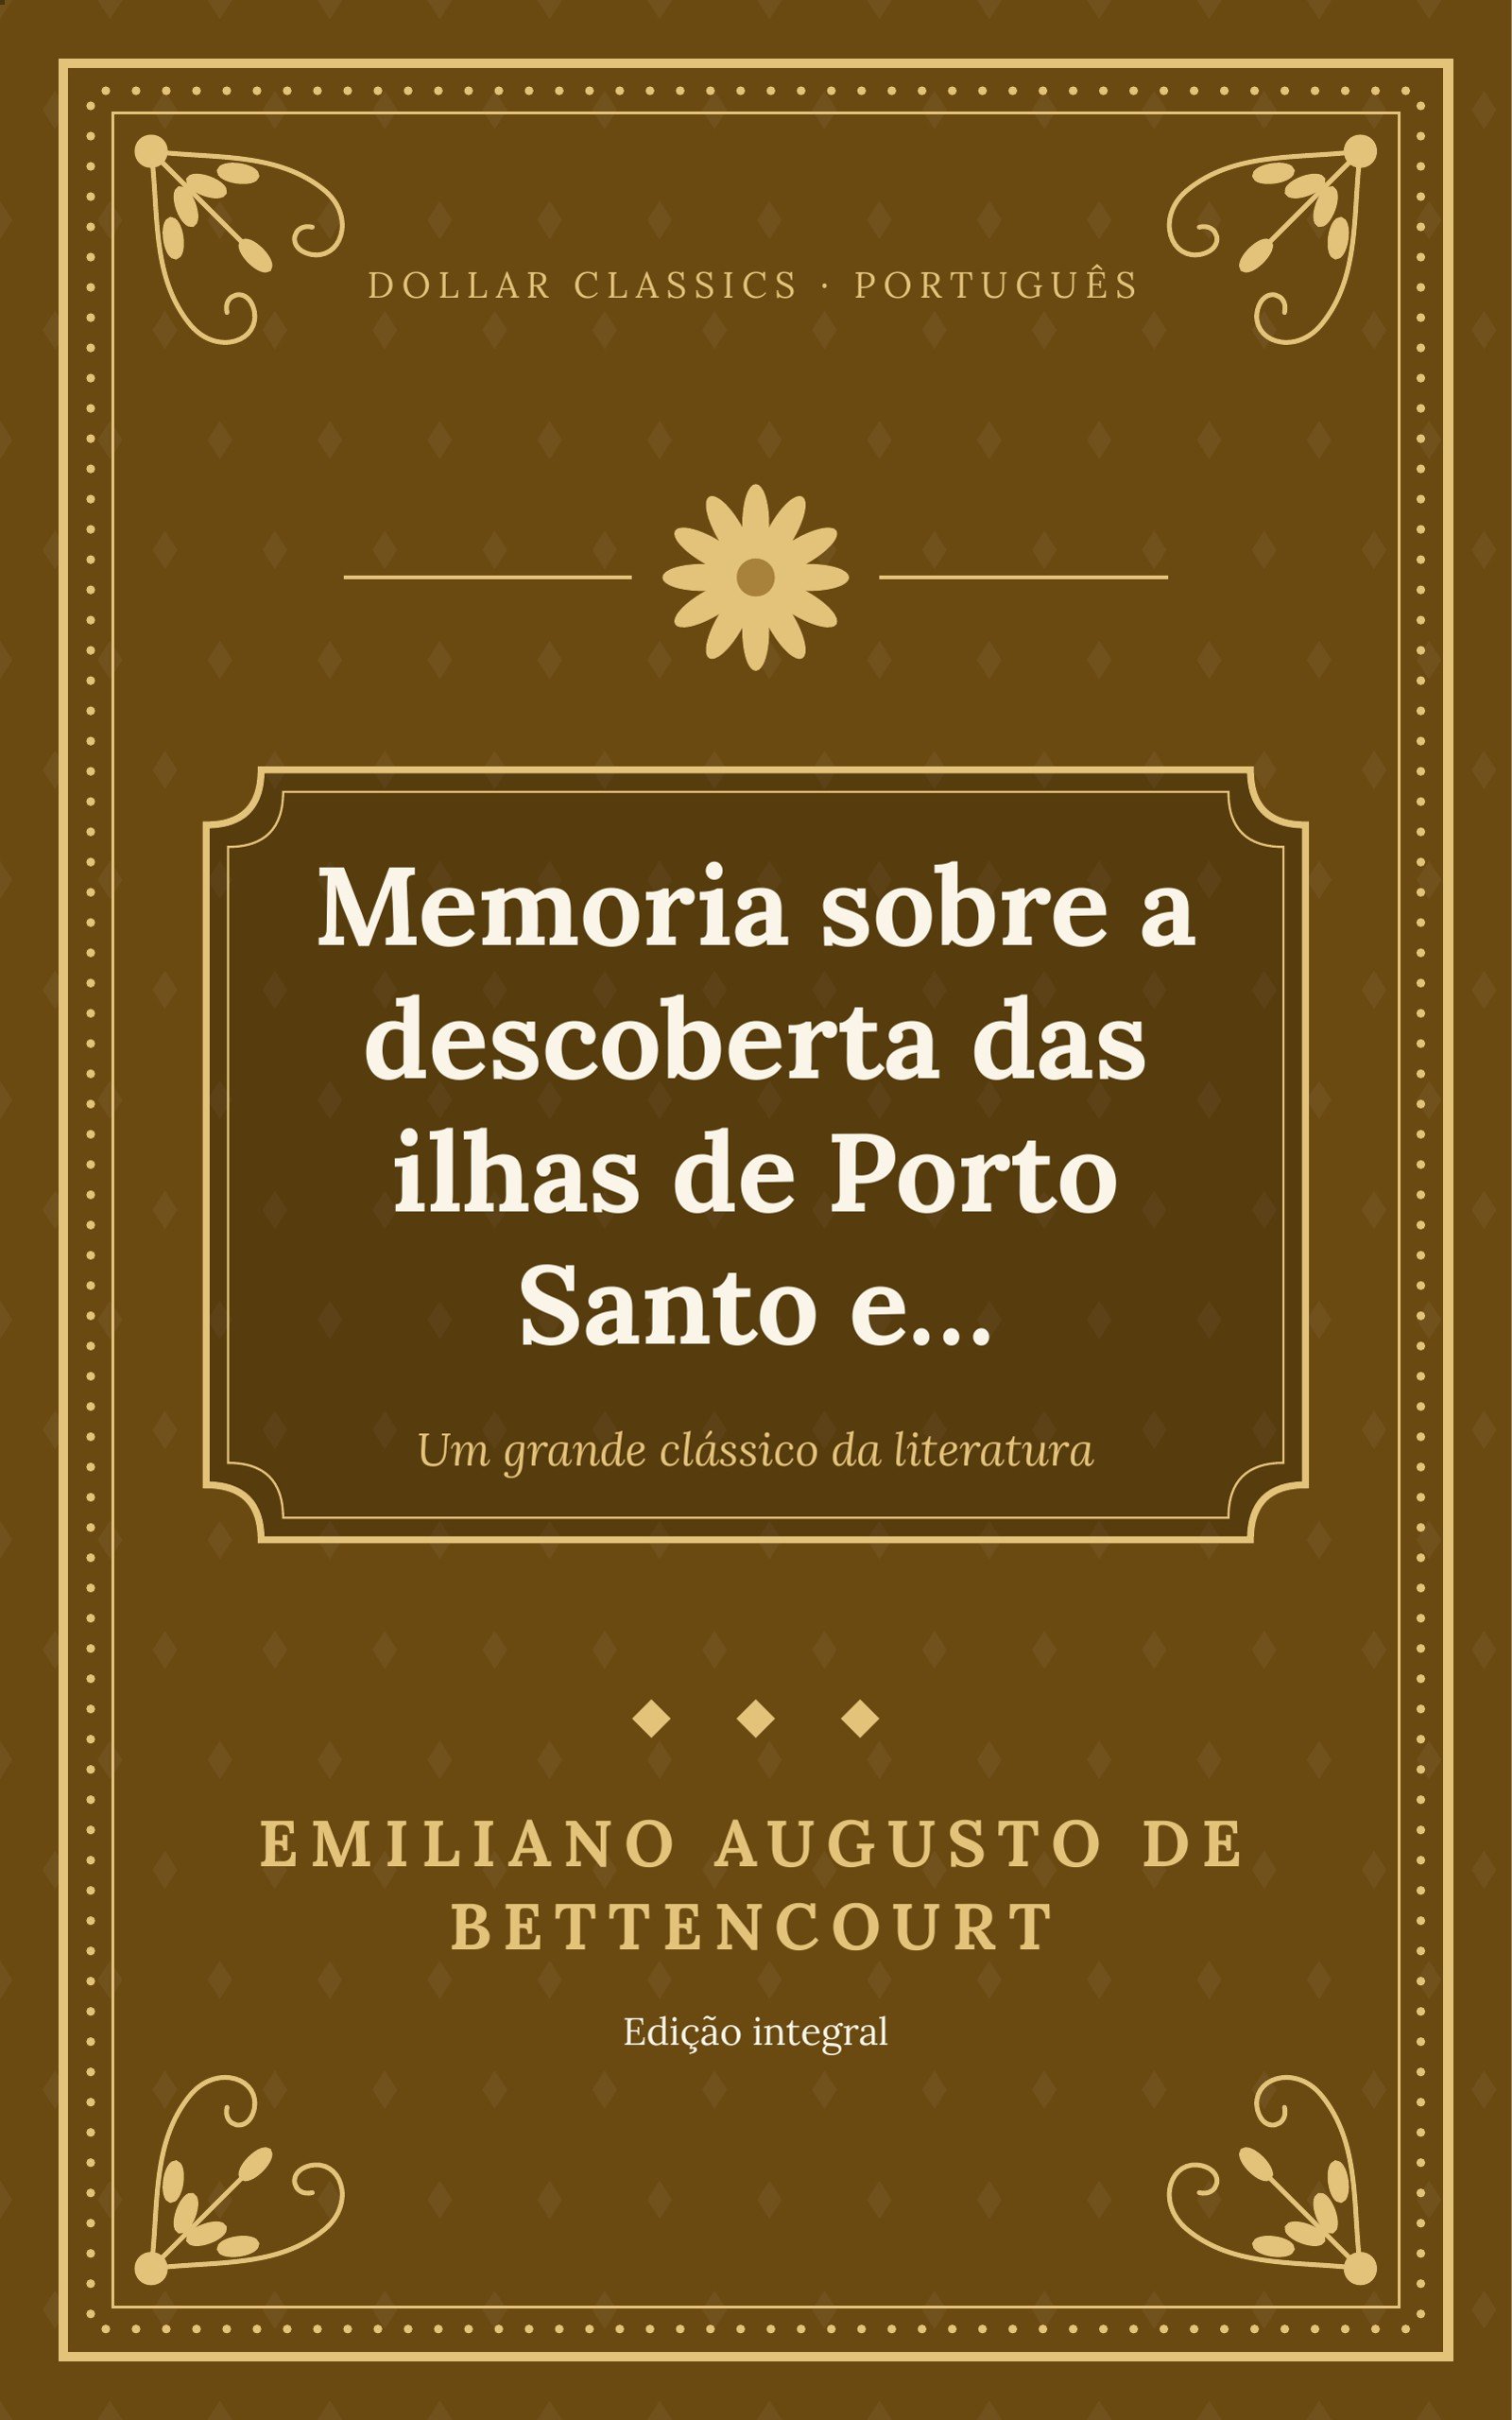 DOLLAR CLASSICS · PORTUGUÊS
Memoria sobre a
descoberta das
ilhas de Porto
Santo e...
Um grande clássico da literatura
EMILIANO AUGUSTO DE
BETTENCOURT
Edição integral